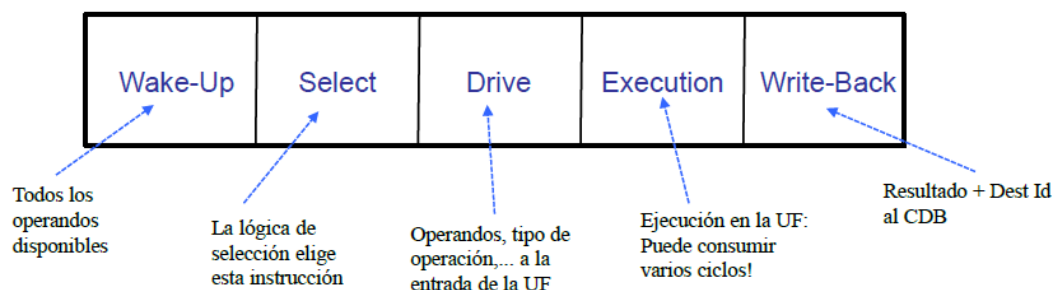 Wake-Up
Select
Drive
Execution
Write-Back
Todos los
operandos
disponibles
La lógica de
selección elige
esta instrucción
Operandos, tipo de
operación,... a la
entrada de la UF
Ejecución en la UF:
Puede consumir
varios ciclos!
Resultado + Dest Id
al CDB